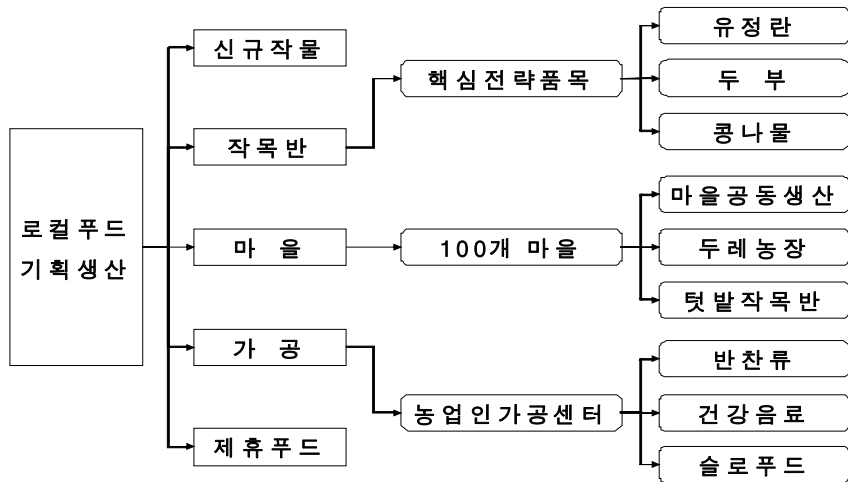 로컬푸드
기획생산
신규작물
작목반
마 을
가 공
제휴푸드
핵심전략품목
100개 마을
농업인가공센터
유정란
두 부
콩나물
마을공동생산
두레농장
텃밭작목반
반찬류
건강음료
슬로푸드